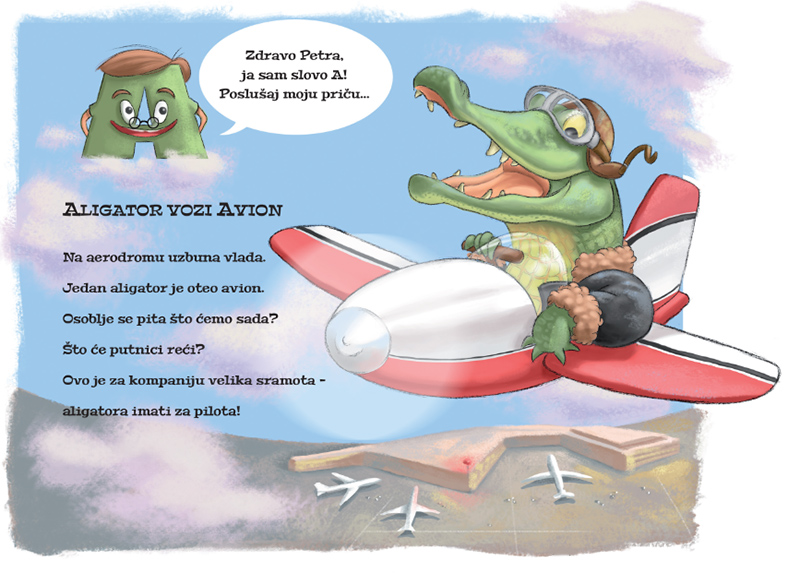 Zdravo Petra,
ja sam slovo A!
Poslušaj moju priču...
Aligator vozi Avion
Na aerodromu uzbuna vlada.
Jedan aligator je oteo avion.
Osoblje se pita što ćemo sada?
Što će putnici reći?
Ovo je za kompaniju velika sramota -
aligatora imati za pilota!